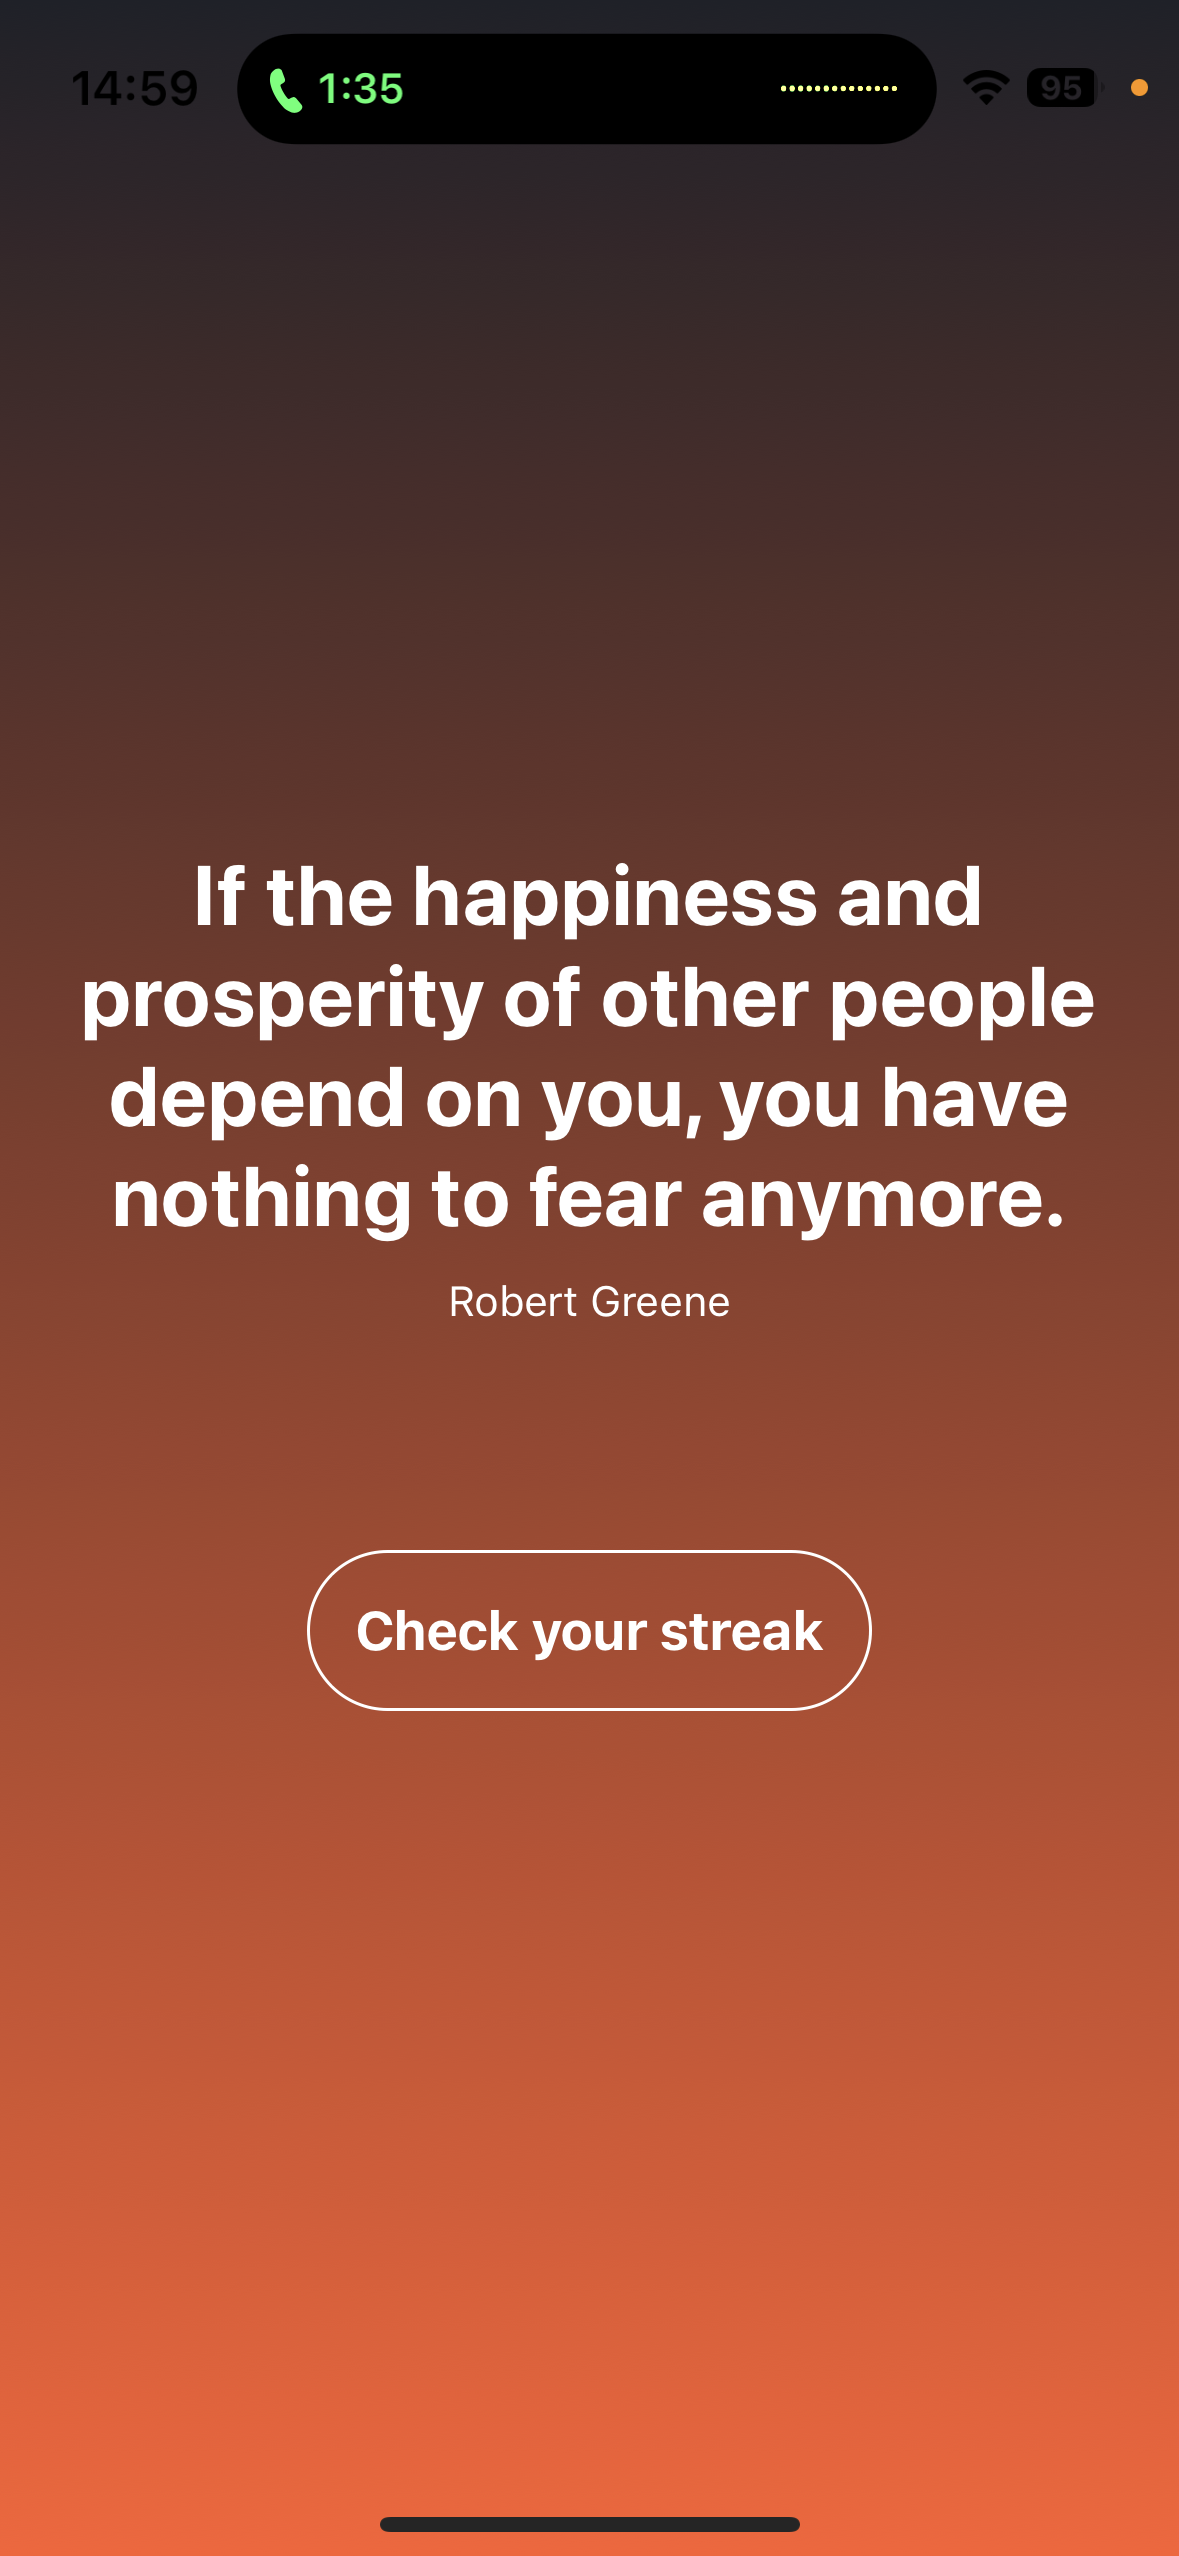 14:59
1:35
95
If the happiness and
prosperity of other people
depend on you, you have
nothing to fear anymore.
Robert Greene
Check your streak